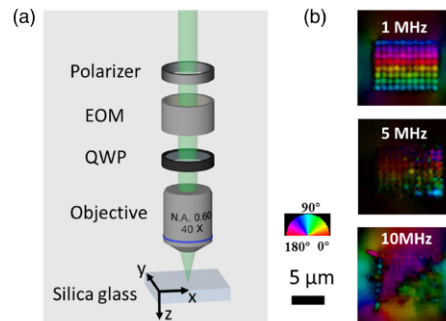 (a)
Polarizer
EOM
QWP
Objective
N.A. 0.60
40 X
y
x
z
Silica glass
(b)
1 MHz
5 MHz
10MHz
90°
180° 0°
5 μm